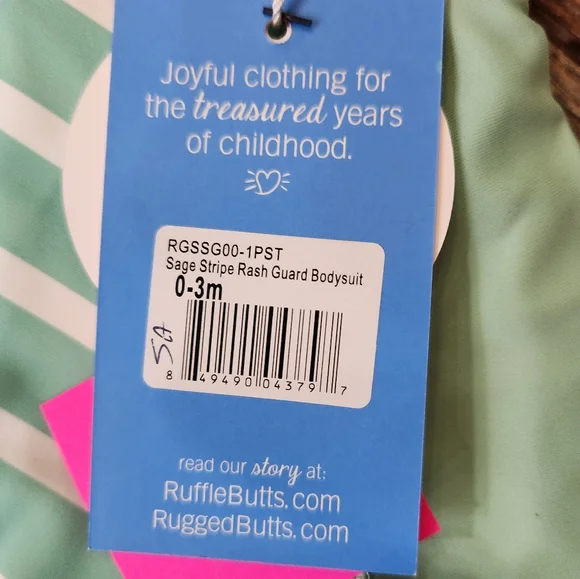 Joyful clothing for
the treasured years
of childhood.
RGSSG00-1PST
Sage Stripe Rash Guard Bodysuit
0-3m
5A
8 49490 04379 7
read our story at:
RuffleButts.com
RuggedButts.com